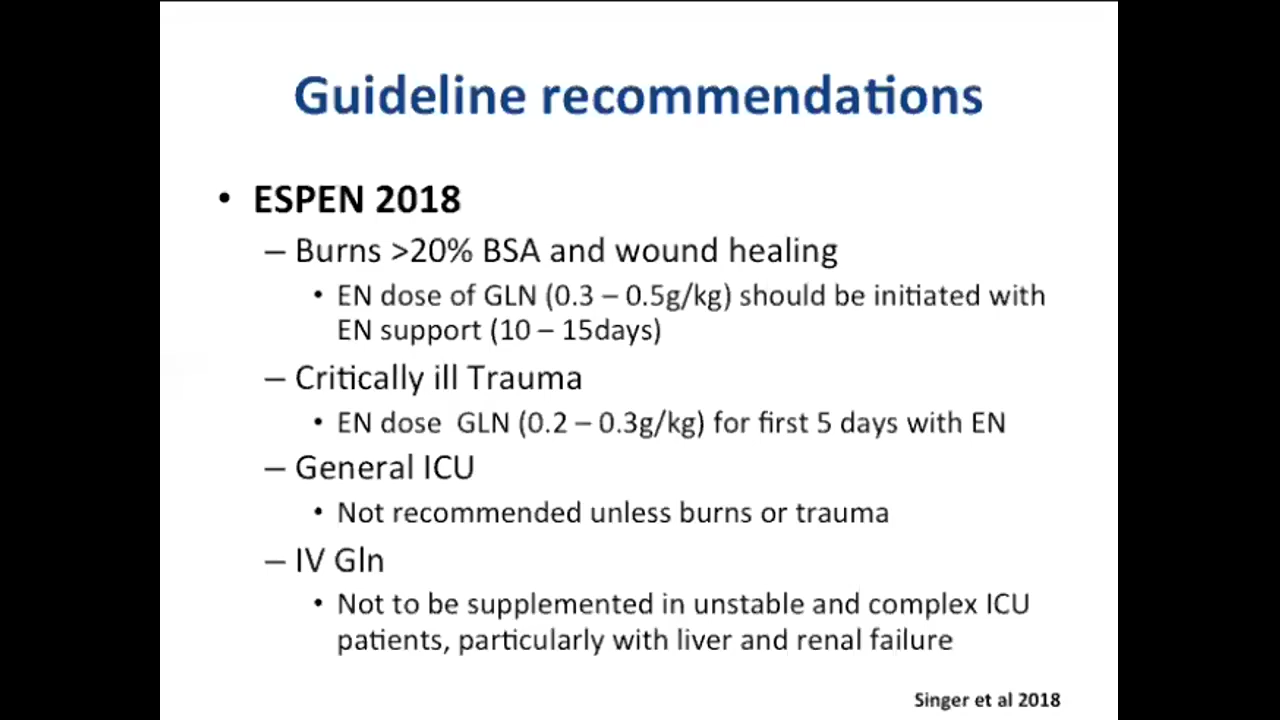 Guideline recommendations
• ESPEN 2018
– Burns >20% BSA and wound healing
• EN dose of GLN (0.3 – 0.5g/kg) should be initiated with
EN support (10 – 15days)
– Critically ill Trauma
• EN dose  GLN (0.2 – 0.3g/kg) for first 5 days with EN
– General ICU
• Not recommended unless burns or trauma
– IV Gln
• Not to be supplemented in unstable and complex ICU
patients, particularly with liver and renal failure
Singer et al 2018